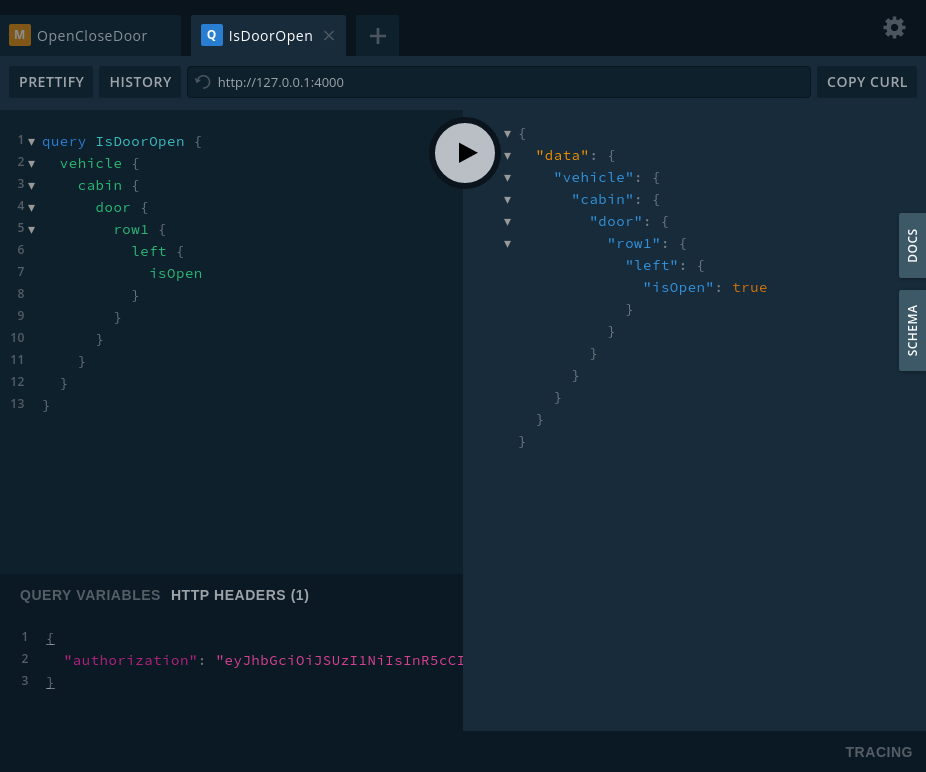 M OpenCloseDoor
Q IsDoorOpen
PRETTIFY HISTORY http://127.0.0.1:4000 COPY CURL
1 query IsDoorOpen {
2 vehicle {
3 cabin {
4 door {
5 row1 {
6 left {
7 isOpen
8 }
9 }
10 }
11 }
12 }
13 }
{
"data": {
"vehicle": {
"cabin": {
"door": {
"row1": {
"left": {
"isOpen": true
}
}
}
}
}
}
}
DOCS
SCHEMA
QUERY VARIABLES HTTP HEADERS (1)
1 {
2 "authorization": "eyJhbGciOiJSUzI1NiIsInR5cCI
3 }
TRACING